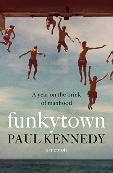 A year on the brink
of manhood
funkytown
PAUL KENNEDY
a memoir